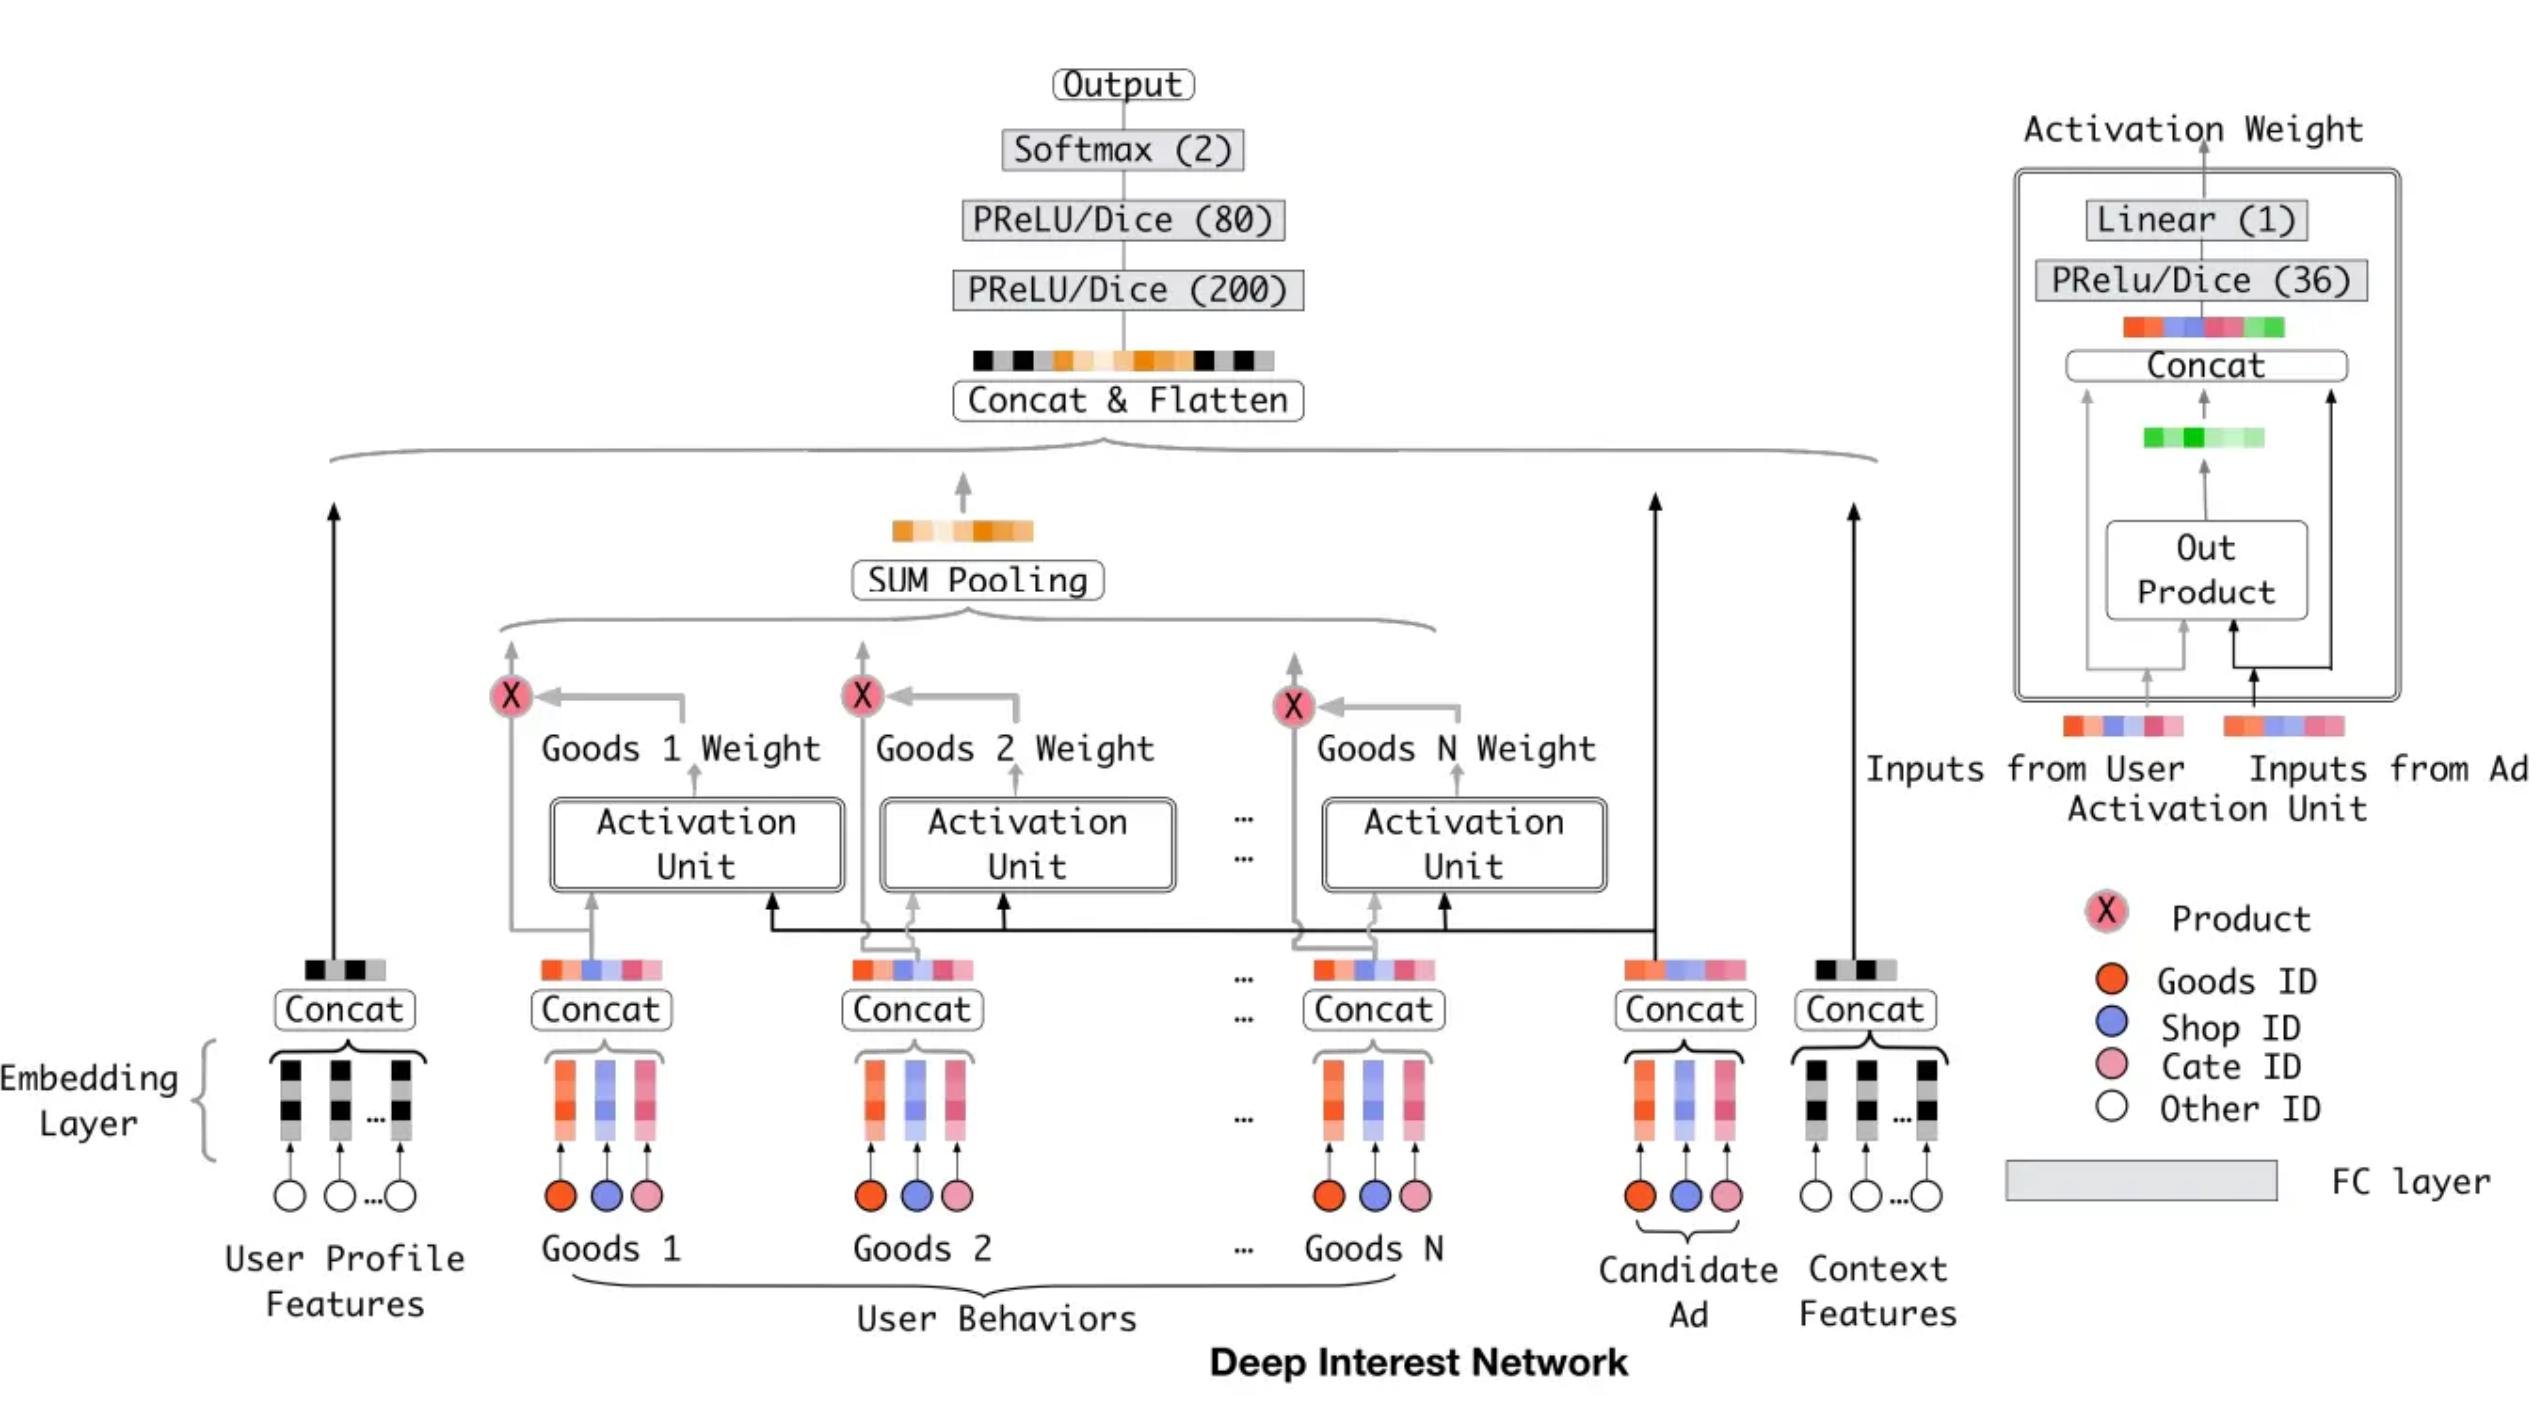 Output
Softmax (2)
PReLU/Dice (80)
PReLU/Dice (200)
Concat & Flatten
SUM Pooling
X
X
X
Goods 1 Weight
Goods 2 Weight
Goods N Weight
Activation
Unit
Activation
Unit
...
...
Activation
Unit
Concat
Concat
Concat
...
...
Concat
Concat
Concat
Embedding
Layer
...
...
...
...
...
User Profile
Features
Goods 1
Goods 2
...
Goods N
User Behaviors
Candidate
Ad
Context
Features
Activation Weight
Linear (1)
PRelu/Dice (36)
Concat
Out
Product
Inputs from User
Inputs from Ad
Activation Unit
X
Product
Goods ID
Shop ID
Cate ID
Other ID
FC layer
Deep Interest Network